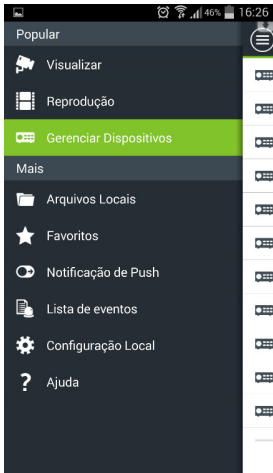 46% 16:26
Popular
Visualizar
Reprodução
Gerenciar Dispositivos
Mais
Arquivos Locais
Favoritos
Notificação de Push
Lista de eventos
Configuração Local
? Ajuda